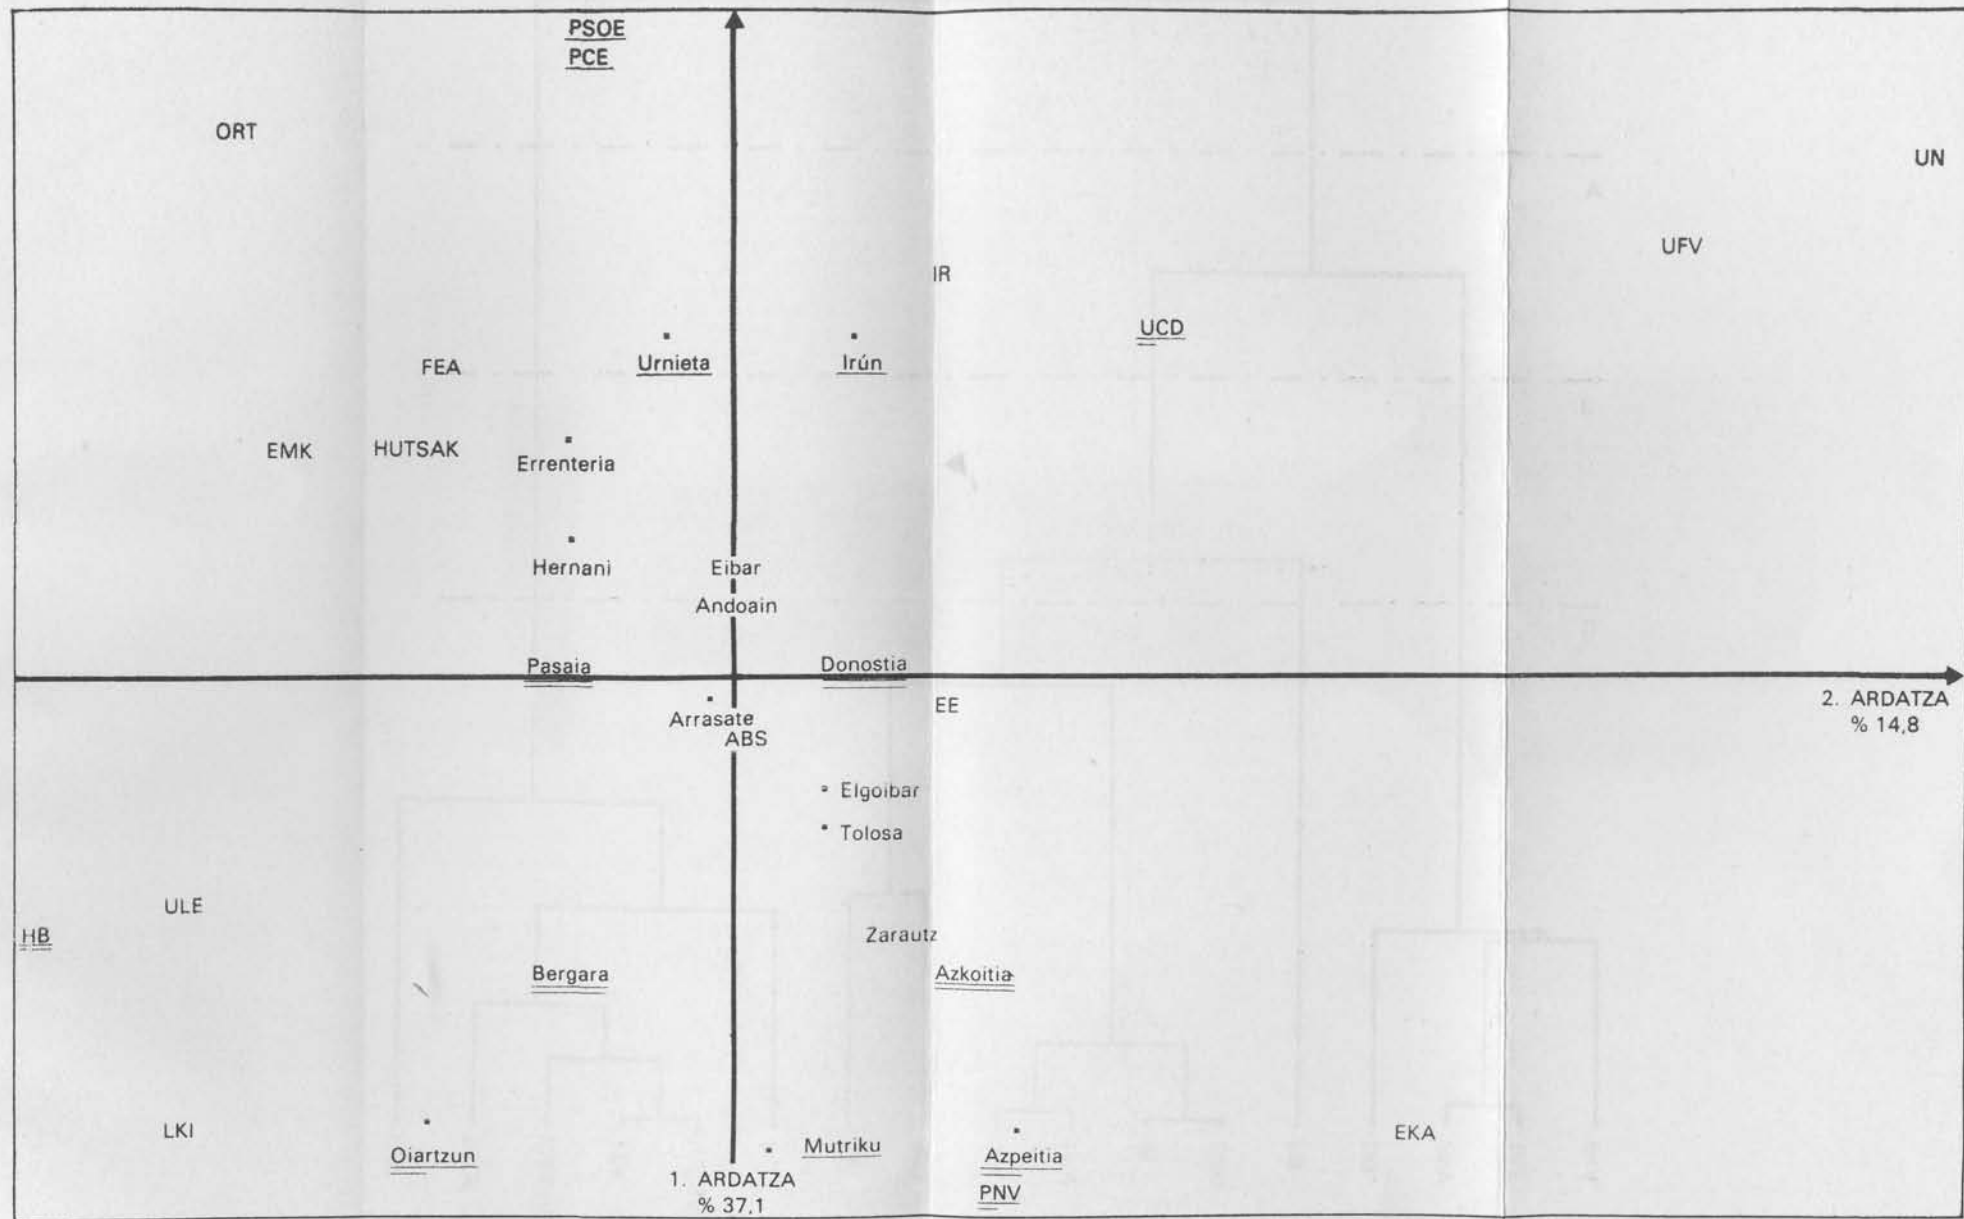 PSOE
PCE
ORT
UN
UFV
IR
UCD
Urnieta
Irún
FEA
EMK
HUTSAK
Errenteria
Hernani
Eibar
Andoain
Pasaia
Donostia
2. ARDATZA
% 14,8
EE
Arrasate
ABS
Elgoibar
Tolosa
ULE
HB
Zarautz
Bergara
Azkoitia
LKI
EKA
Oiartzun
Mutriku
Azpeitia
1. ARDATZA
% 37,1
PNV